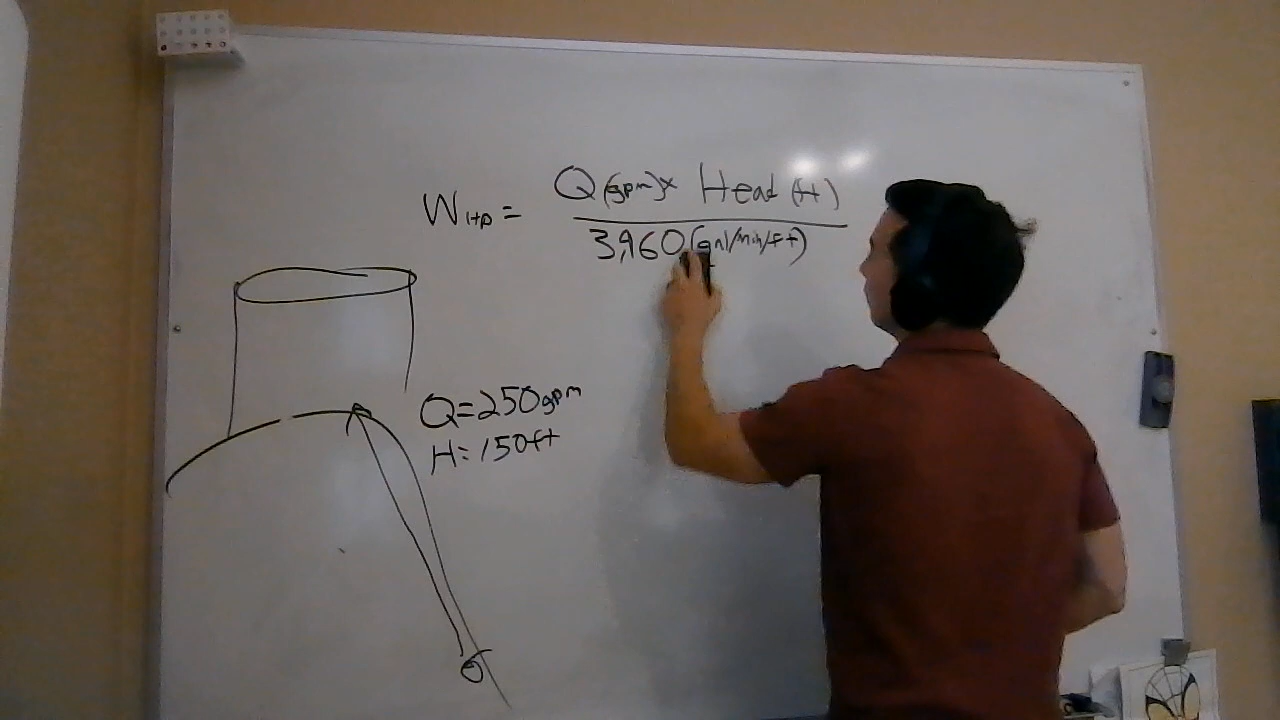 W HP = Q (gpm) x Head (ft)
3,960 (gal/min/ft)
Q=250gpm
H=150ft